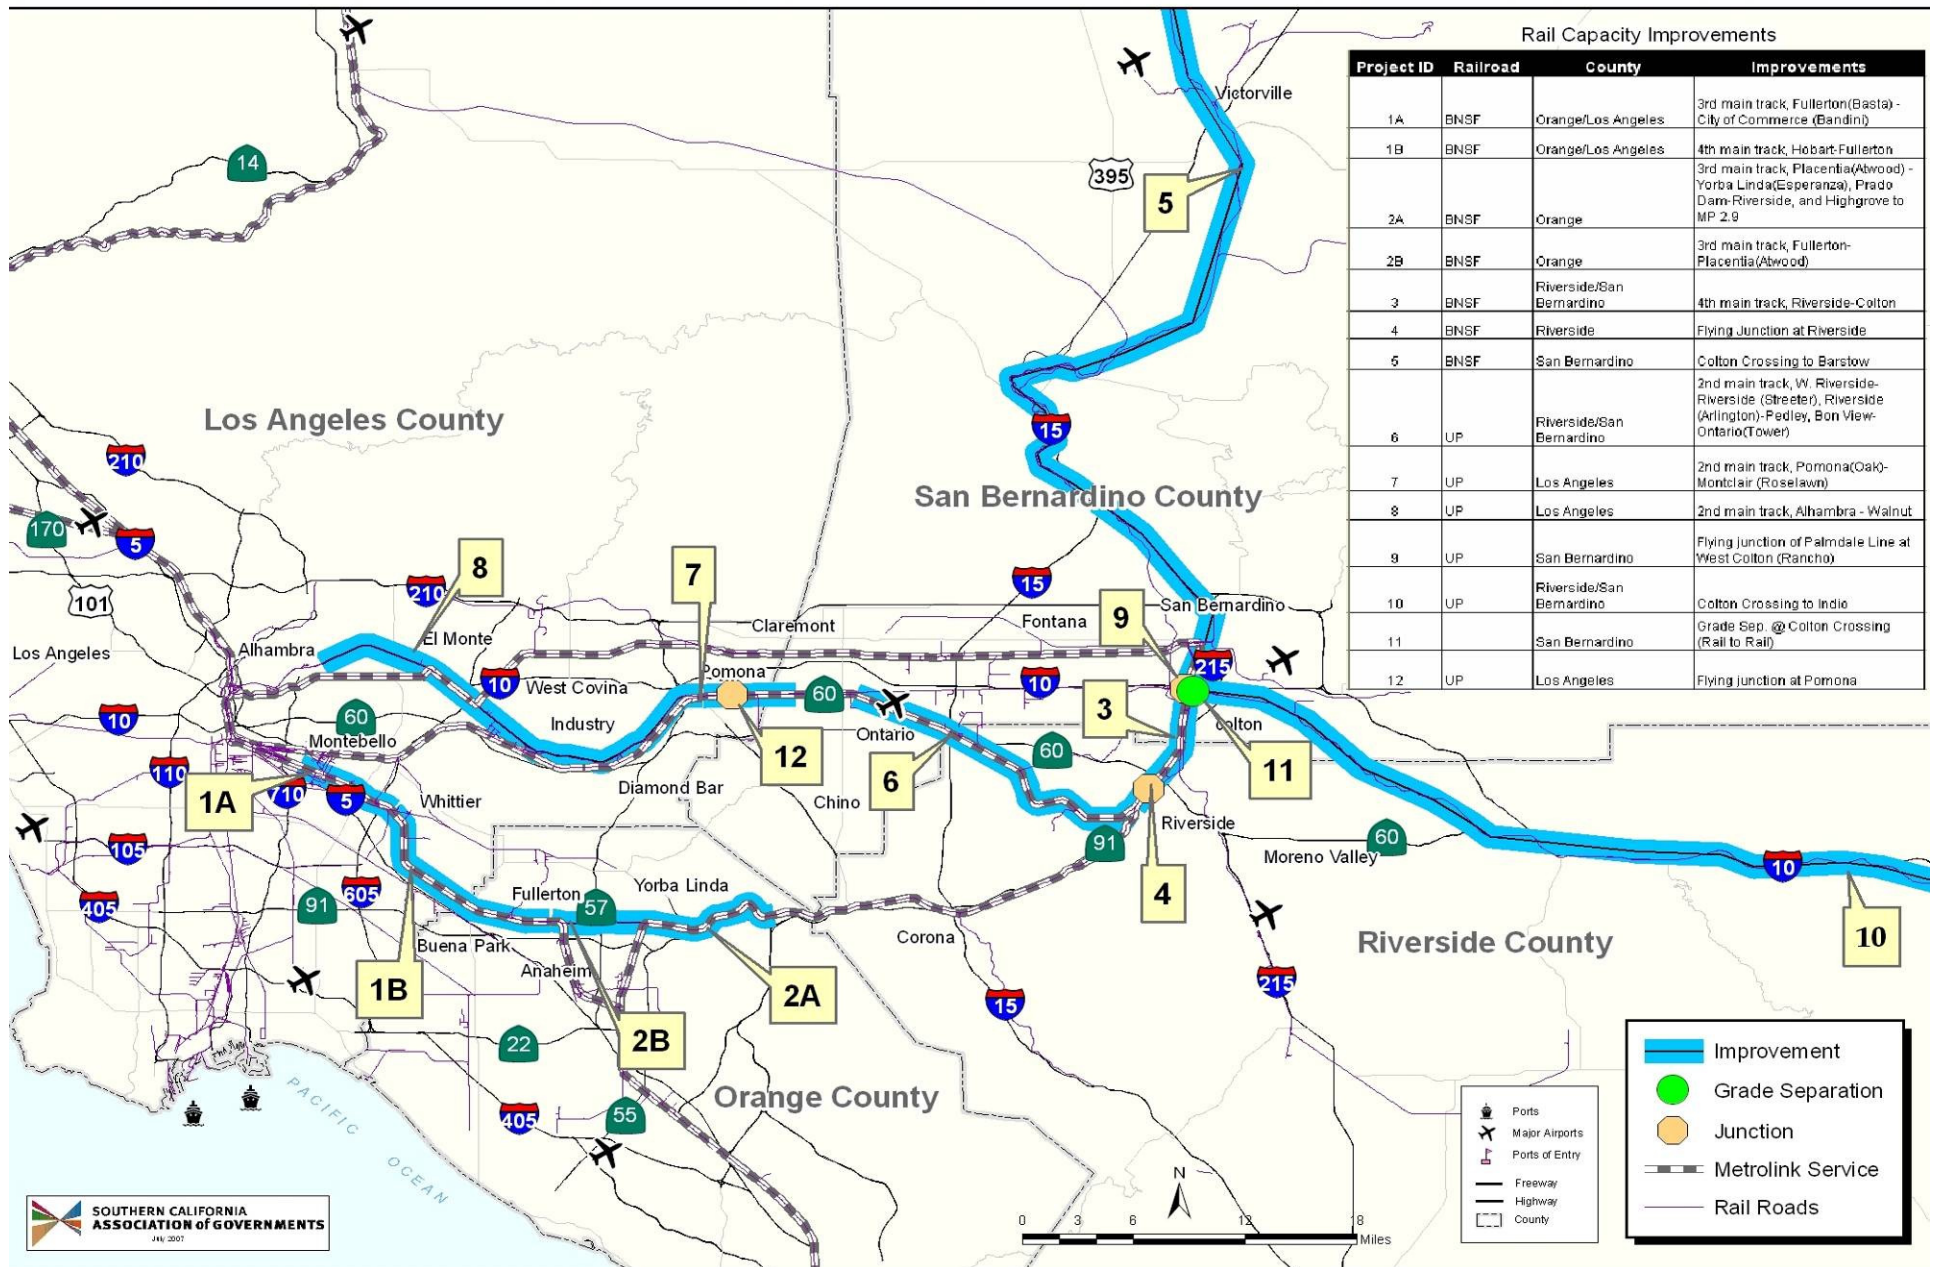 Rail Capacity Improvements
Project ID Railroad County Improvements
1A BNSF Orange/Los Angeles 3rd main track, Fullerton(Basta) -
City of Commerce (Bandini)
1B BNSF Orange/Los Angeles 4th main track, Hobart-Fullerton
2A BNSF Orange 3rd main track, Placentia(Atwood) -
Yorba Linda(Esperanza), Prado
Dam-Riverside, and Highgrove to
MP 2.9
2B BNSF Orange 3rd main track, Fullerton-
Placentia(Atwood)
3 BNSF Riverside/San
Bernardino 4th main track, Riverside-Colton
4 BNSF Riverside Flying Junction at Riverside
5 BNSF San Bernardino Colton Crossing to Barstow
6 UP Riverside/San
Bernardino 2nd main track, W. Riverside-
Riverside (Streeter), Riverside
(Arlington)-Pedley, Bon View-
Ontario(Tower)
7 UP Los Angeles 2nd main track, Pomona(Oak)-
Montclair (Roselawn)
8 UP Los Angeles 2nd main track, Alhambra - Walnut
9 UP San Bernardino Flying junction of Palmdale Line at
West Colton (Rancho)
10 UP Riverside/San
Bernardino Colton Crossing to Indio
11 San Bernardino Grade Sep. @ Colton Crossing
(Rail to Rail)
12 UP Los Angeles Flying junction at Pomona
Victorville
14
395
5
Los Angeles County
15
210
San Bernardino County
170
5
8
7
15
210
101
9
San Bernardino
Claremont
Fontana
El Monte
Alhambra
Los Angeles
215
Pomona
10
West Covina
10
60
3
10
60
Industry
Colton
Ontario
Montebello
60
12
11
110
6
1A
710
5
Whittier
Diamond Bar
Chino
Riverside
105
91
60
Moreno Valley
10
405
91
605
Fullerton
Yorba Linda
57
4
Buena Park
Corona
Riverside County
10
Anaheim
1B
2A
215
15
22
2B
Orange County
405
55
PACIFIC
OCEAN
Improvement
Grade Separation
Junction
Metrolink Service
Rail Roads
Ports
Major Airports
Ports of Entry
Freeway
Highway
County
N
0 3 6 12 18
Miles
SOUTHERN CALIFORNIA
ASSOCIATION of GOVERNMENTS
July 2007